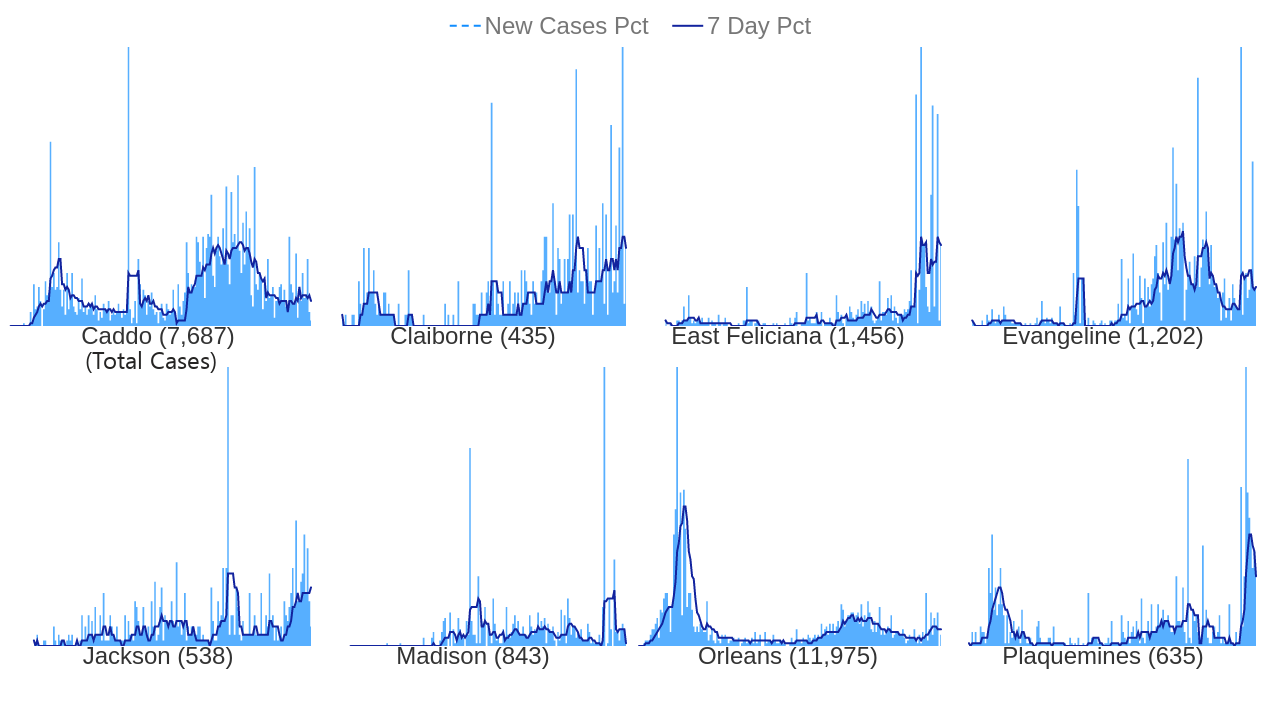 New Cases Pct 7 Day Pct
Caddo (7,687) Claiborne (435) East Feliciana (1,456) Evangeline (1,202)
(Total Cases)
Jackson (538) Madison (843) Orleans (11,975) Plaquemines (635)